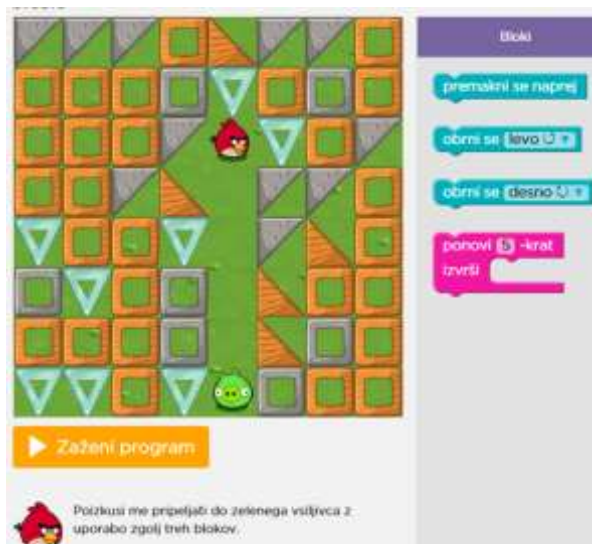 Bloki
premakni se naprej
obrni se levo
obrni se desno
ponovi 5 -krat
izvrši
Zaženi program
Poizkusi me pripeljati do zelenega vsiljivca z
uporabo zgolj treh blokov.